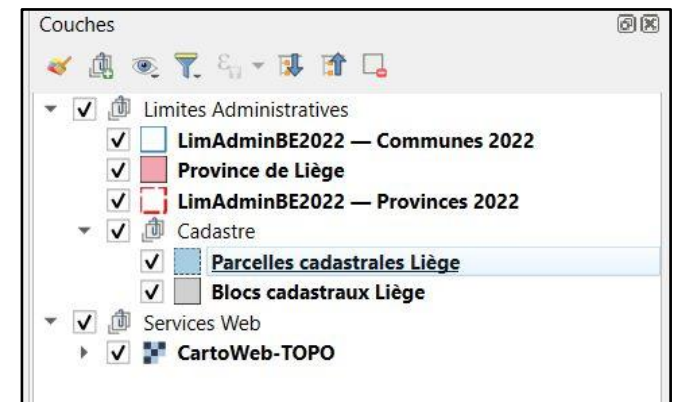 Couches
Limites Administratives
LimAdminBE2022 — Communes 2022
Province de Liège
LimAdminBE2022 — Provinces 2022
Cadastre
Parcelles cadastrales Liège
Blocs cadastraux Liège
Services Web
CartoWeb-TOPO